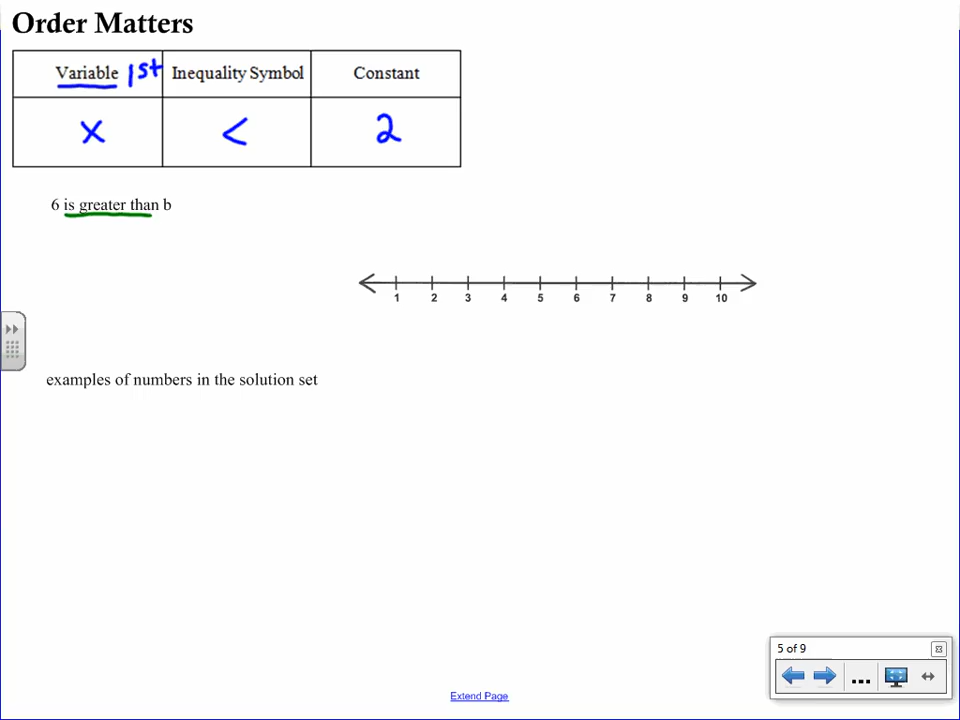 Order Matters
Variable 1st Inequality Symbol Constant
x < 2
6 is greater than b
1 2 3 4 5 6 7 8 9 10
examples of numbers in the solution set
5 of 9
...
Extend Page